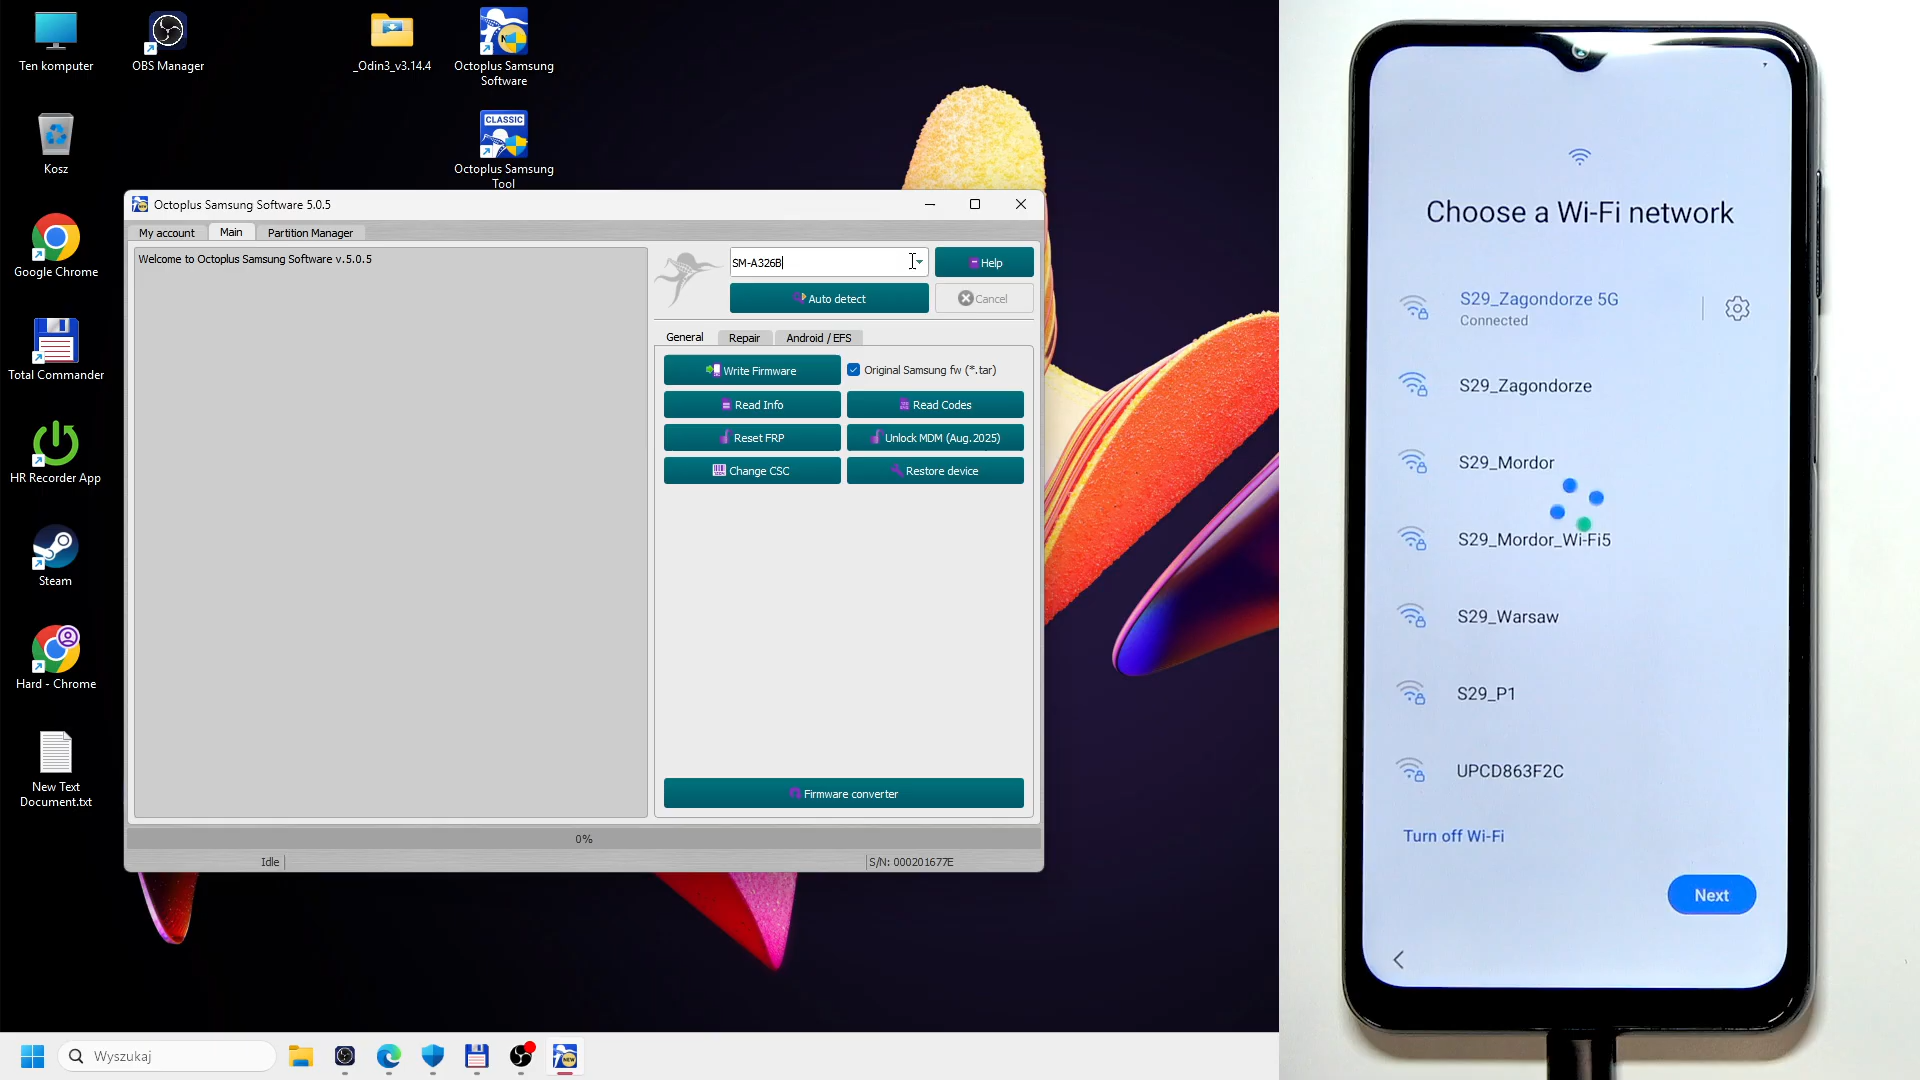 Ten komputer
OBS Manager
_Odin3_v3.14.4
Octoplus Samsung
Software
Kosz
CLASSIC
Octoplus Samsung
Tool
Google Chrome
Total Commander
HR Recorder App
Steam
Hard - Chrome
New Text
Document.txt
Octoplus Samsung Software 5.0.5
My account
Main
Partition Manager
Welcome to Octoplus Samsung Software v.5.0.5
SM-A326B
Help
Auto detect
Cancel
General
Repair
Android / EFS
Write Firmware
Original Samsung fw (*.tar)
Read Info
Read Codes
Reset FRP
Unlock MDM (Aug.2025)
Change CSC
Restore device
Firmware converter
0%
Idle
S/N: 000201677E
Wyszukaj
NEW
Choose a Wi-Fi network
S29_Zagondorze 5G
Connected
S29_Zagondorze
S29_Mordor
S29_Mordor_Wi-Fi5
S29_Warsaw
S29_P1
UPCD863F2C
Turn off Wi-Fi
Next